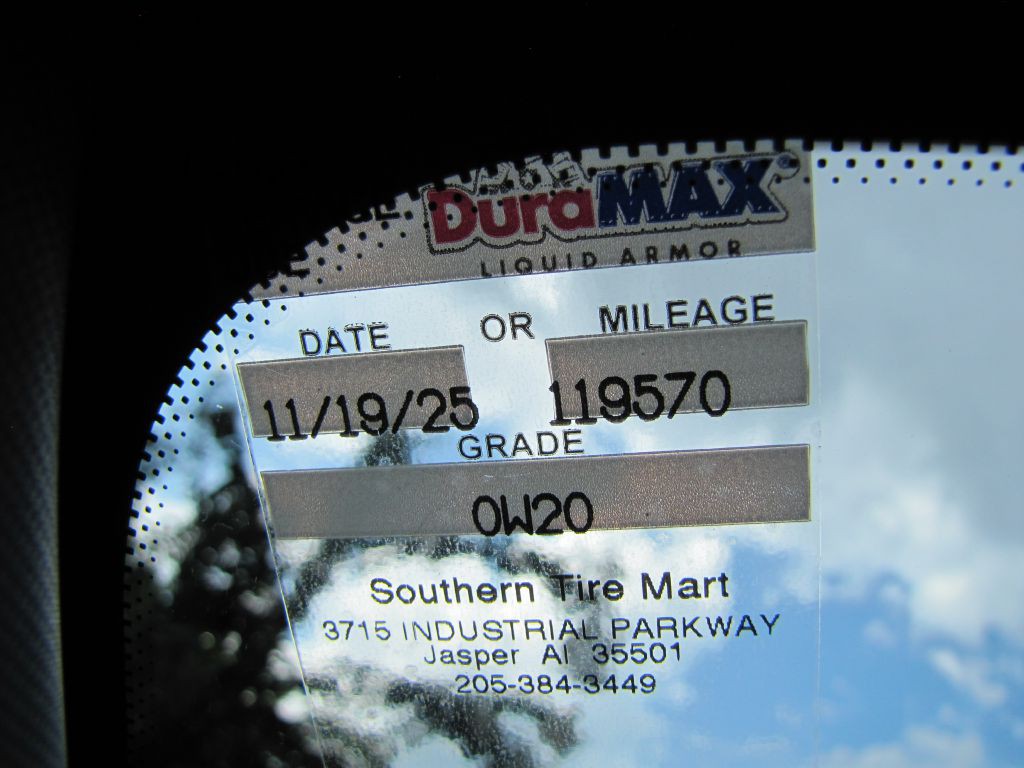 DuraMAX®
LIQUID ARMOR
DATE OR MILEAGE
11/19/25 119570
GRADE
0W20
Southern Tire Mart
3715 INDUSTRIAL PARKWAY
Jasper Al 35501
205-384-3449